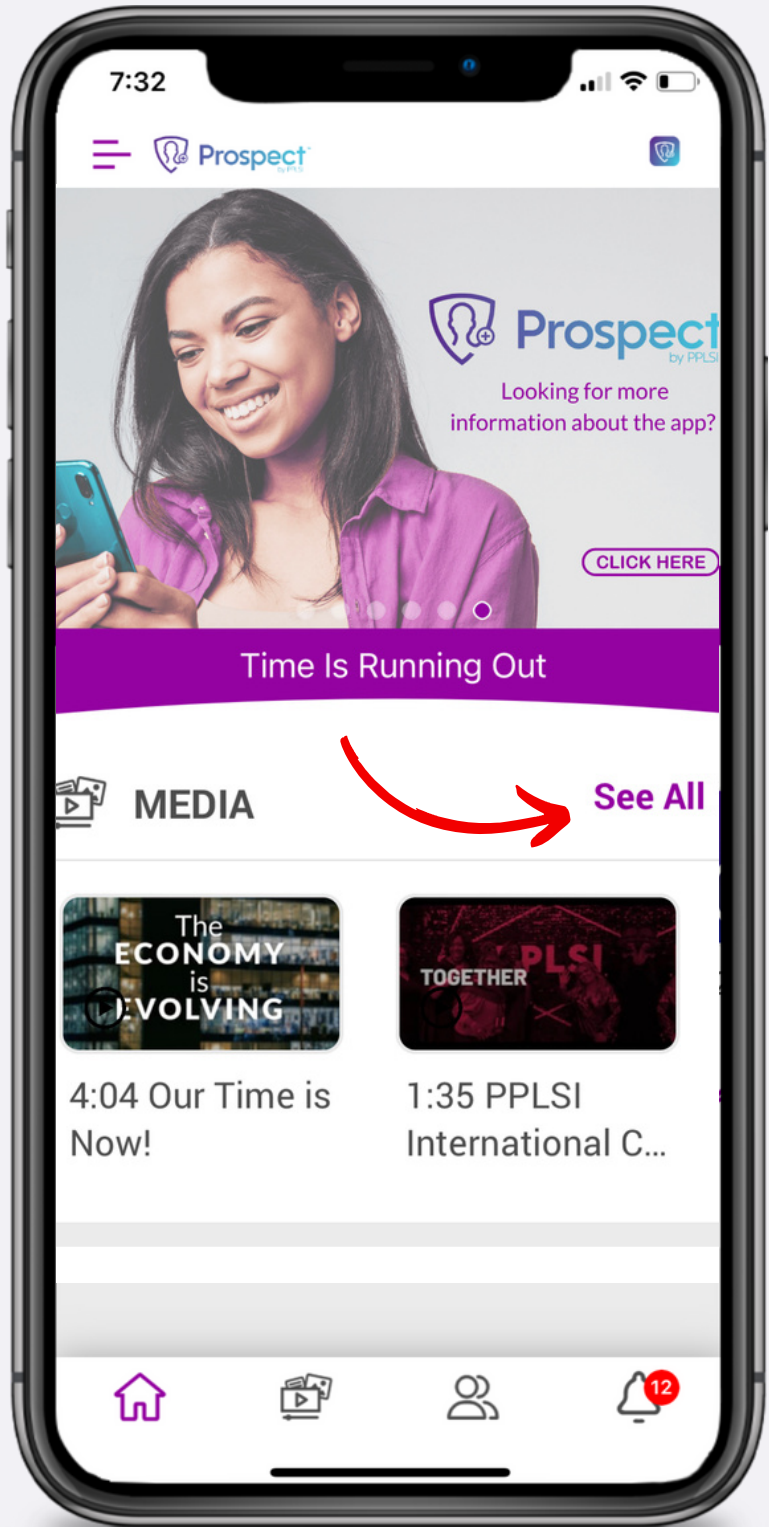 7:32
Prospect
by PPLSI
Prospect
by PPLSI
Looking for more
information about the app?
CLICK HERE
Time Is Running Out
MEDIA
See All
The
ECONOMY
is
EVOLVING
TOGETHER
PPLSI
4:04 Our Time is
Now!
1:35 PPLSI
International C...
12